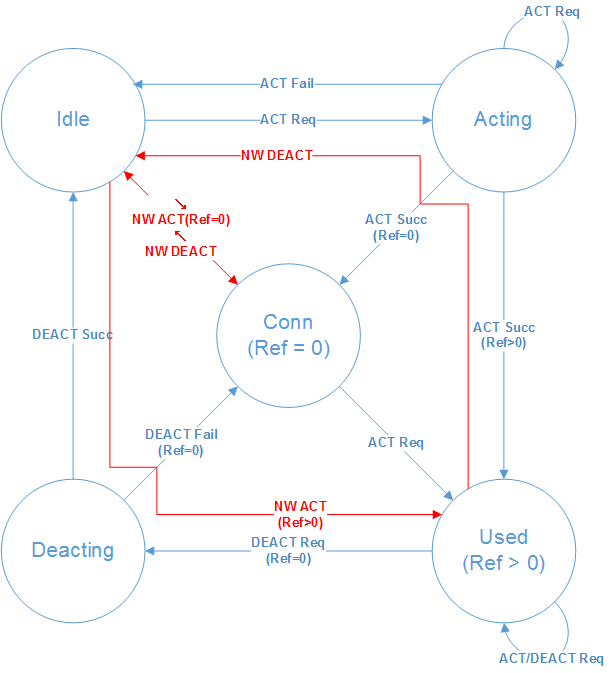 ACT Req
ACT Fail
Idle
ACT Req
Acting
NW DEACT
NW ACT(Ref=0)
NW DEACT
ACT Succ
(Ref=0)
Conn
(Ref = 0)
DEACT Succ
ACT Succ
(Ref>0)
DEACT Fail
(Ref=0)
ACT Req
NW ACT
(Ref>0)
Deacting
DEACT Req
(Ref=0)
Used
(Ref > 0)
ACT/DEACT Req